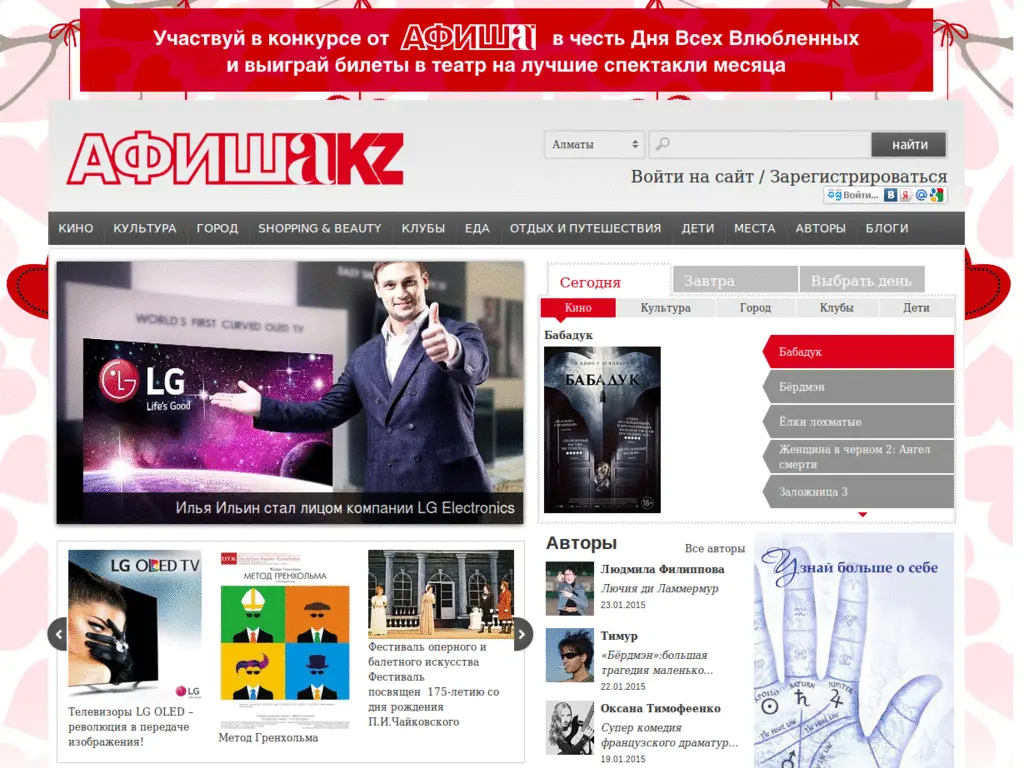 Участвуй в конкурсе от АФИШа в честь Дня Всех Влюбленных
и выиграй билеты в театр на лучшие спектакли месяца
АФИШаKZ
Алматы
найти
Войти на сайт / Зарегистрироваться
Войти...
КИНО КУЛЬТУРА ГОРОД SHOPPING & BEAUTY КЛУБЫ ЕДА ОТДЫХ И ПУТЕШЕСТВИЯ ДЕТИ МЕСТА АВТОРЫ БЛОГИ
WORLD'S FIRST CURVED OLED TV
LG
Life's Good
Илья Ильин стал лицом компании LG Electronics
Сегодня Завтра Выбрать день
Кино Культура Город Клубы Дети
Бабадук
БАБАДУК
16+
Бабадук
Бёрдмэн
Ёлки лохматые
Женщина в черном 2: Ангел
смерти
Заложница 3
LG OLED TV
LG
Телевизоры LG OLED –
революция в передаче
изображения!
МЕТОД ГРЕНХОЛЬМА
Метод Гренхольма
Фестиваль оперного и
балетного искусства
Фестиваль
посвящен 175-летию со
дня рождения
П.И.Чайковского
Авторы
Все авторы
Людмила Филиппова
Лючия ди Ламмермур
23.01.2015
Тимур
«Бёрдмэн»:большая
трагедия маленько...
22.01.2015
Оксана Тимофеенко
Супер комедия
французского драматур...
19.01.2015
Узнай больше о себе
APOLLO
SATURN
JUPITER
The Heart Line
The Head Line